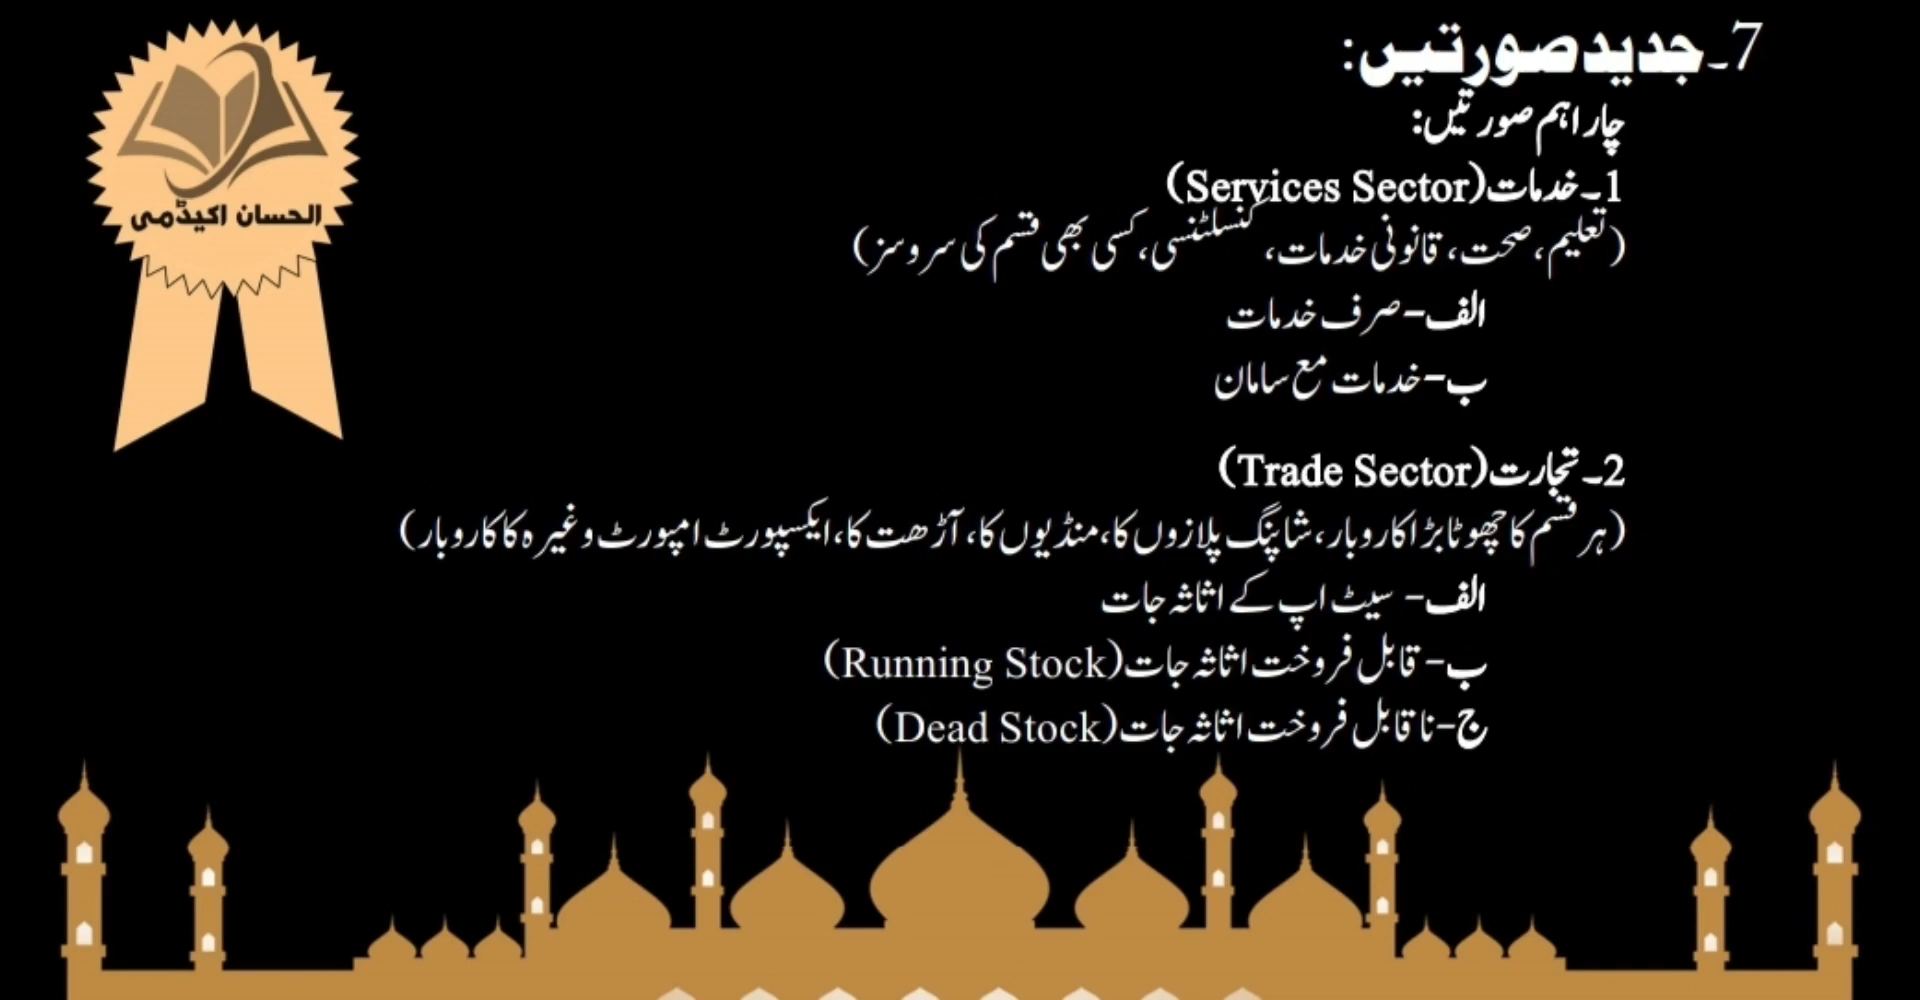 7۔جدید صورتیں:
چار اہم صورتیں:
1۔خدمات(Services Sector)
(تعلیم، صحت، قانونی خدمات، کنسلٹنسی، کسی بھی قسم کی سروسز)
الف-صرف خدمات
ب-خدمات مع سامان
2۔تجارت(Trade Sector)
(ہر قسم کا چھوٹا بڑا کاروبار، شاپنگ پلازوں کا، منڈیوں کا، آڑھت کا، ایکسپورٹ امپورٹ وغیرہ کا کاروبار)
الف- سیٹ اپ کے اثاثہ جات
ب- قابل فروخت اثاثہ جات(Running Stock)
ج-ناقابل فروخت اثاثہ جات(Dead Stock)
الحسان اکیڈمی